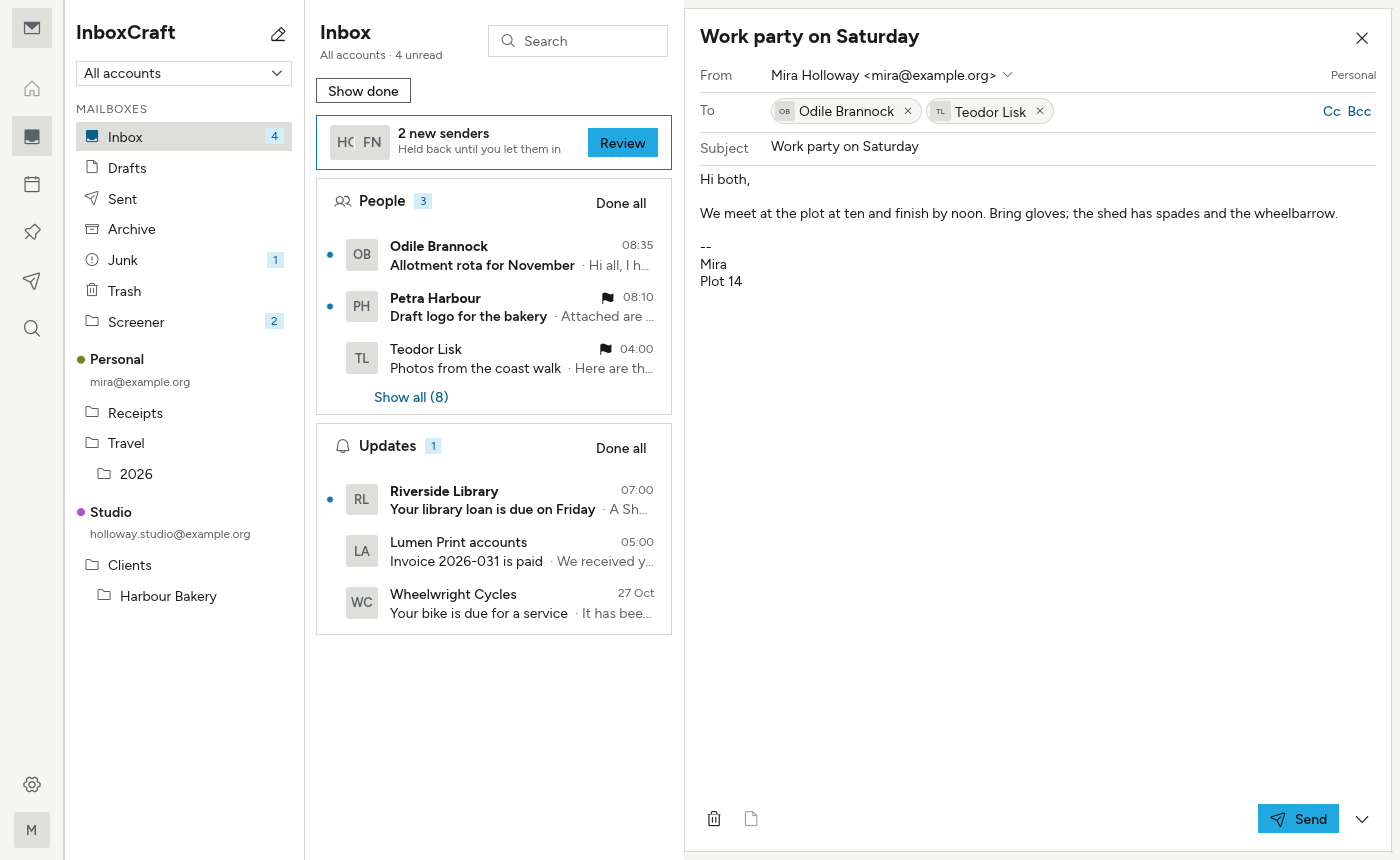 InboxCraft
All accounts
MAILBOXES
Inbox 4
Drafts
Sent
Archive
Junk 1
Trash
Screener 2
Personal
mira@example.org
Receipts
Travel
2026
Studio
holloway.studio@example.org
Clients
Harbour Bakery
M
Inbox
All accounts · 4 unread
Search
Show done
FN
2 new senders
Held back until you let them in
Review
People 3
Done all
OB
Odile Brannock 08:35
Allotment rota for November · Hi all, I h…
PH
Petra Harbour 08:10
Draft logo for the bakery · Attached are …
TL
Teodor Lisk 04:00
Photos from the coast walk · Here are th…
Show all (8)
Updates 1
Done all
RL
Riverside Library 07:00
Your library loan is due on Friday · A Sh…
LA
Lumen Print accounts 05:00
Invoice 2026-031 is paid · We received y…
WC
Wheelwright Cycles 27 Oct
Your bike is due for a service · It has bee…
Work party on Saturday
From Mira Holloway <mira@example.org> Personal
To OB Odile Brannock × TL Teodor Lisk × Cc Bcc
Subject Work party on Saturday
Hi both,
We meet at the plot at ten and finish by noon. Bring gloves; the shed has spades and the wheelbarrow.
--
Mira
Plot 14
Send